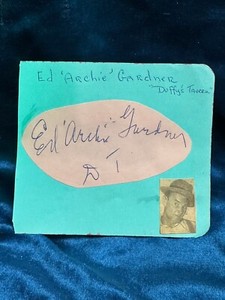 Ed 'Archie' Gardner
"Duffy's Tavern"
Ed 'Archie' Gardner
D T